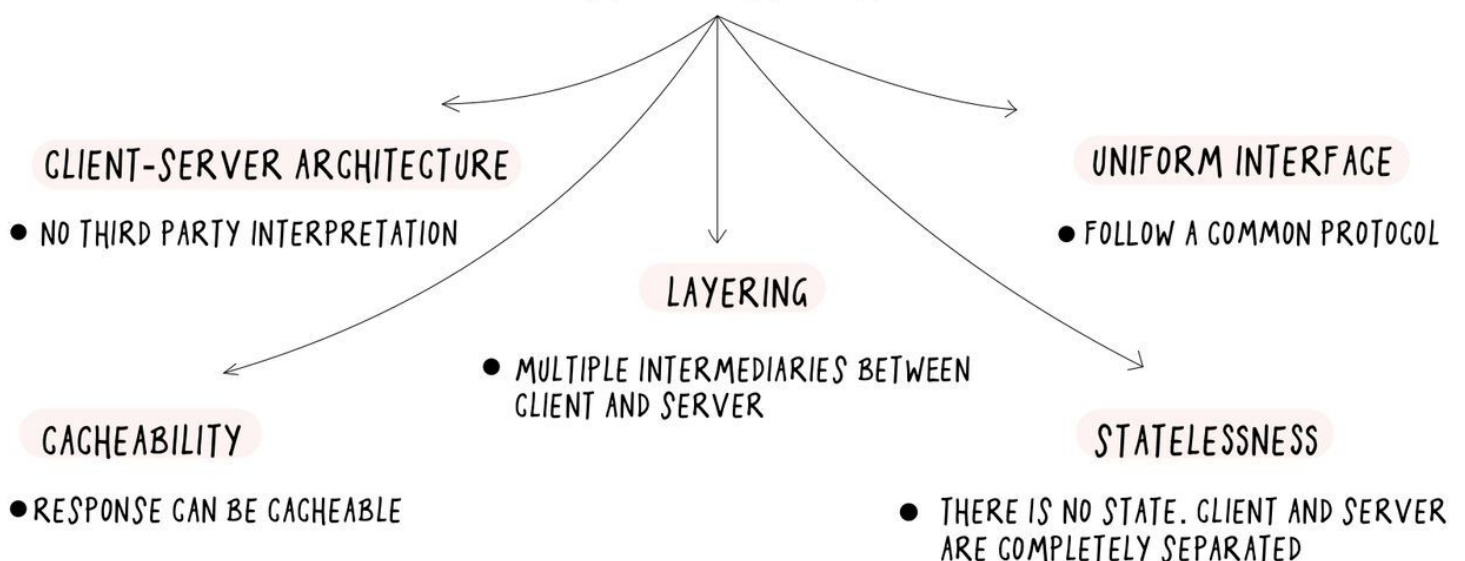 CLIENT-SERVER ARCHITECTURE
● NO THIRD PARTY INTERPRETATION
UNIFORM INTERFACE
● FOLLOW A COMMON PROTOCOL
LAYERING
● MULTIPLE INTERMEDIARIES BETWEEN
CLIENT AND SERVER
CACHEABILITY
● RESPONSE CAN BE CACHEABLE
STATELESSNESS
● THERE IS NO STATE. CLIENT AND SERVER
ARE COMPLETELY SEPARATED